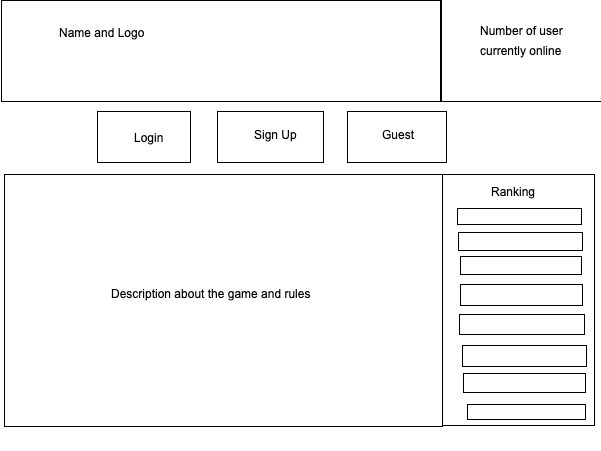 Name and Logo
Number of user
currently online
Login
Sign Up
Guest
Ranking
Description about the game and rules